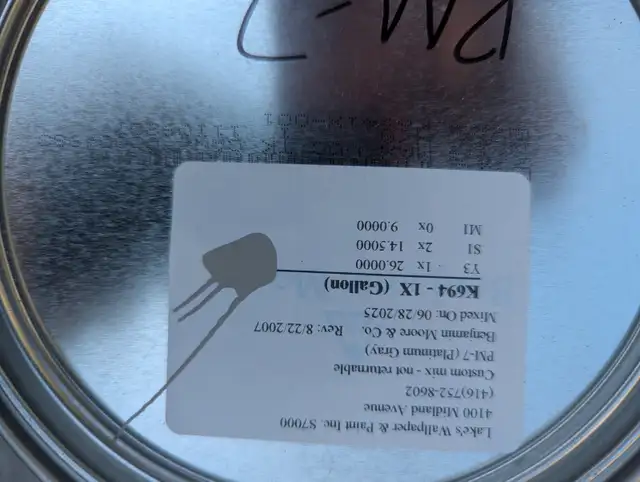 PM-7
Lake's Wallpaper & Paint Inc. S7000
4100 Midland Avenue
(416)752-8602
Custom mix - not returnable
PM-7 (Platinum Gray)
Benjamin Moore & Co. Rev: 8/22/2007
Mixed On: 06/28/2025
K694 - 1X (Gallon)
Y3 1x 26.0000
S1 2x 14.5000
M1 0x 9.0000